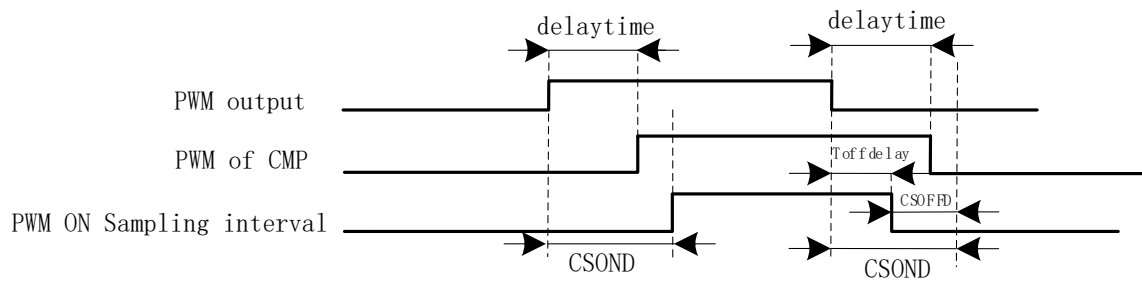 delaytime
delaytime
PWM output
PWM of CMP
Toffdelay
CSOFFD
PWM ON Sampling interval
CSOND
CSOND